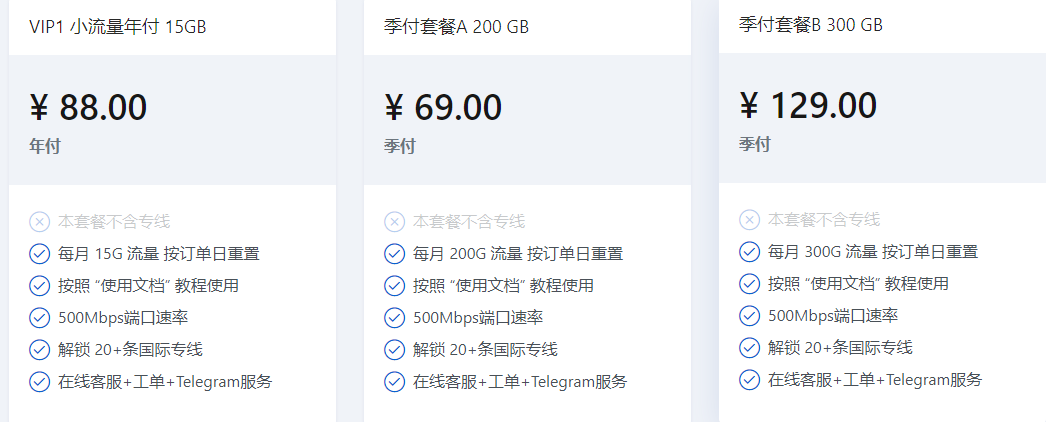 VIP1 小流量年付 15GB
¥ 88.00
年付
本套餐不含专线
每月 15G 流量 按订单日重置
按照 “使用文档” 教程使用
500Mbps端口速率
解锁 20+条国际专线
在线客服+工单+Telegram服务
季付套餐A 200 GB
¥ 69.00
季付
本套餐不含专线
每月 200G 流量 按订单日重置
按照 “使用文档” 教程使用
500Mbps端口速率
解锁 20+条国际专线
在线客服+工单+Telegram服务
季付套餐B 300 GB
¥ 129.00
季付
本套餐不含专线
每月 300G 流量 按订单日重置
按照 “使用文档” 教程使用
500Mbps端口速率
解锁 20+条国际专线
在线客服+工单+Telegram服务